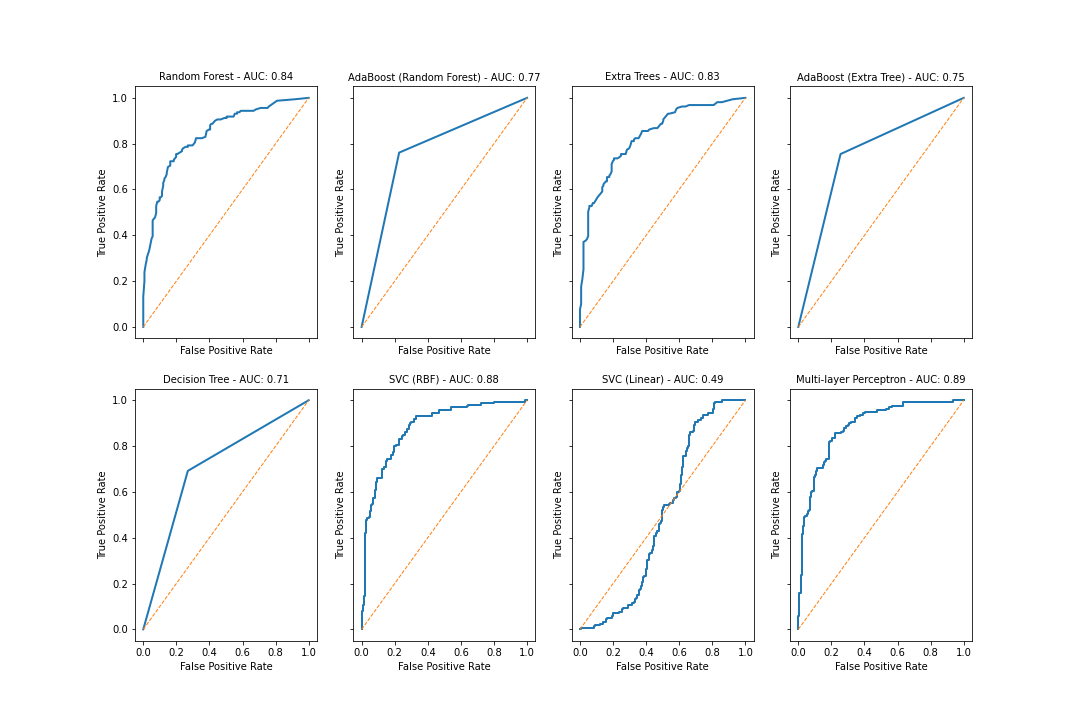 Random Forest - AUC: 0.84
AdaBoost (Random Forest) - AUC: 0.77
Extra Trees - AUC: 0.83
AdaBoost (Extra Tree) - AUC: 0.75
1.0
0.8
0.6
0.4
0.2
0.0
True Positive Rate
True Positive Rate
True Positive Rate
True Positive Rate
False Positive Rate
False Positive Rate
False Positive Rate
False Positive Rate
Decision Tree - AUC: 0.71
SVC (RBF) - AUC: 0.88
SVC (Linear) - AUC: 0.49
Multi-layer Perceptron - AUC: 0.89
1.0
0.8
0.6
0.4
0.2
0.0
True Positive Rate
True Positive Rate
True Positive Rate
True Positive Rate
0.0 0.2 0.4 0.6 0.8 1.0
0.0 0.2 0.4 0.6 0.8 1.0
0.0 0.2 0.4 0.6 0.8 1.0
0.0 0.2 0.4 0.6 0.8 1.0
False Positive Rate
False Positive Rate
False Positive Rate
False Positive Rate